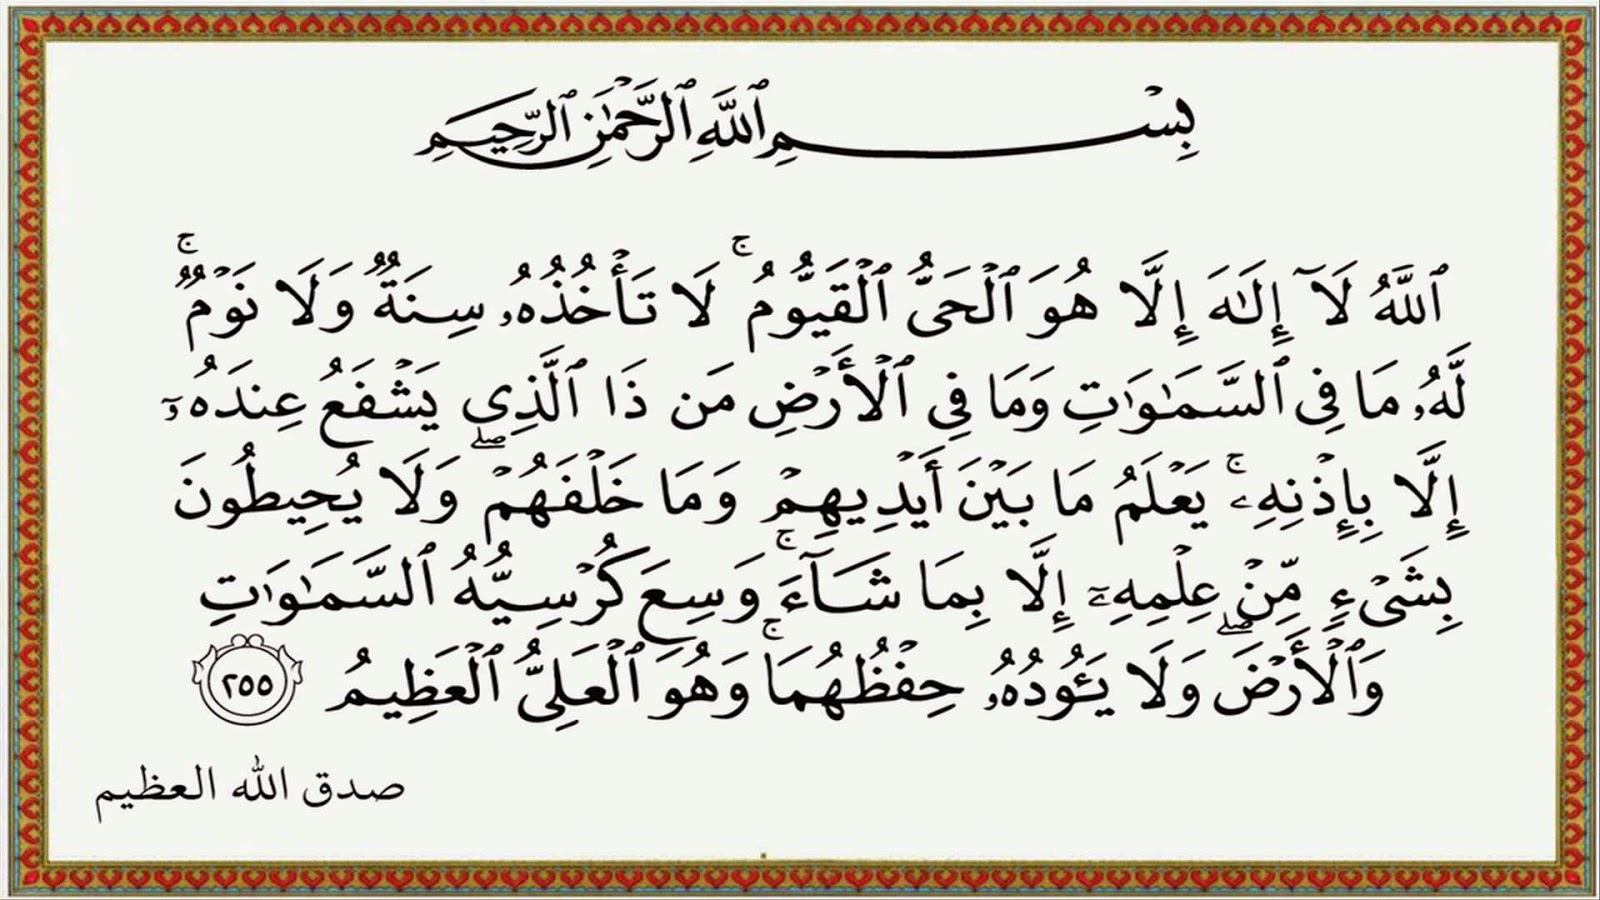 بِسْمِ ٱللَّهِ ٱلرَّحْمَٰنِ ٱلرَّحِيمِ
ٱللَّهُ لَآ إِلَٰهَ إِلَّا هُوَ ٱلْحَىُّ ٱلْقَيُّومُ ۚ لَا تَأْخُذُهُۥ سِنَةٌ وَلَا نَوْمٌ ۚ
لَّهُۥ مَا فِى ٱلسَّمَٰوَٰتِ وَمَا فِى ٱلْأَرْضِ مَن ذَا ٱلَّذِى يَشْفَعُ عِندَهُۥٓ
إِلَّا بِإِذْنِهِۦ ۚ يَعْلَمُ مَا بَيْنَ أَيْدِيهِمْ وَمَا خَلْفَهُمْ ۖ وَلَا يُحِيطُونَ
بِشَىْءٍ مِّنْ عِلْمِهِۦٓ إِلَّا بِمَا شَآءَ ۚ وَسِعَ كُرْسِيُّهُ ٱلسَّمَٰوَٰتِ
وَٱلْأَرْضَ ۖ وَلَا يَـُٔودُهُۥ حِفْظُهُمَا ۚ وَهُوَ ٱلْعَلِىُّ ٱلْعَظِيمُ ٢٥٥
صدق الله العظيم